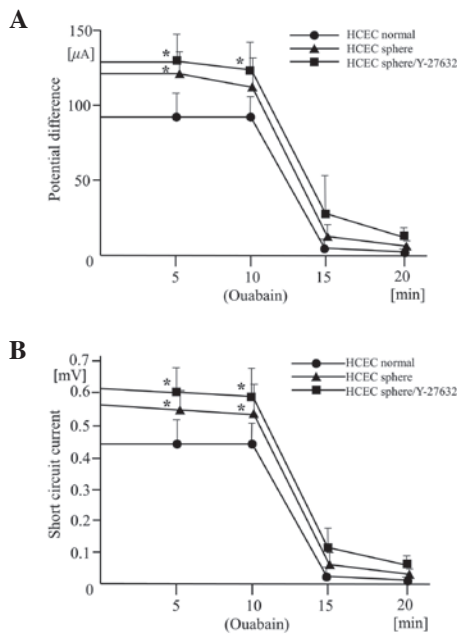 A
150
[μA]
100
50
0
Potential difference
* * *
HCEC normal
HCEC sphere
HCEC sphere/Y-27632
5 10 15 20
(Ouabain) [min]
B
0.7
[mV]
0.6
0.5
0.4
0.3
0.2
0.1
0
Short circuit current
* * * *
HCEC normal
HCEC sphere
HCEC sphere/Y-27632
5 10 15 20
(Ouabain) [min]